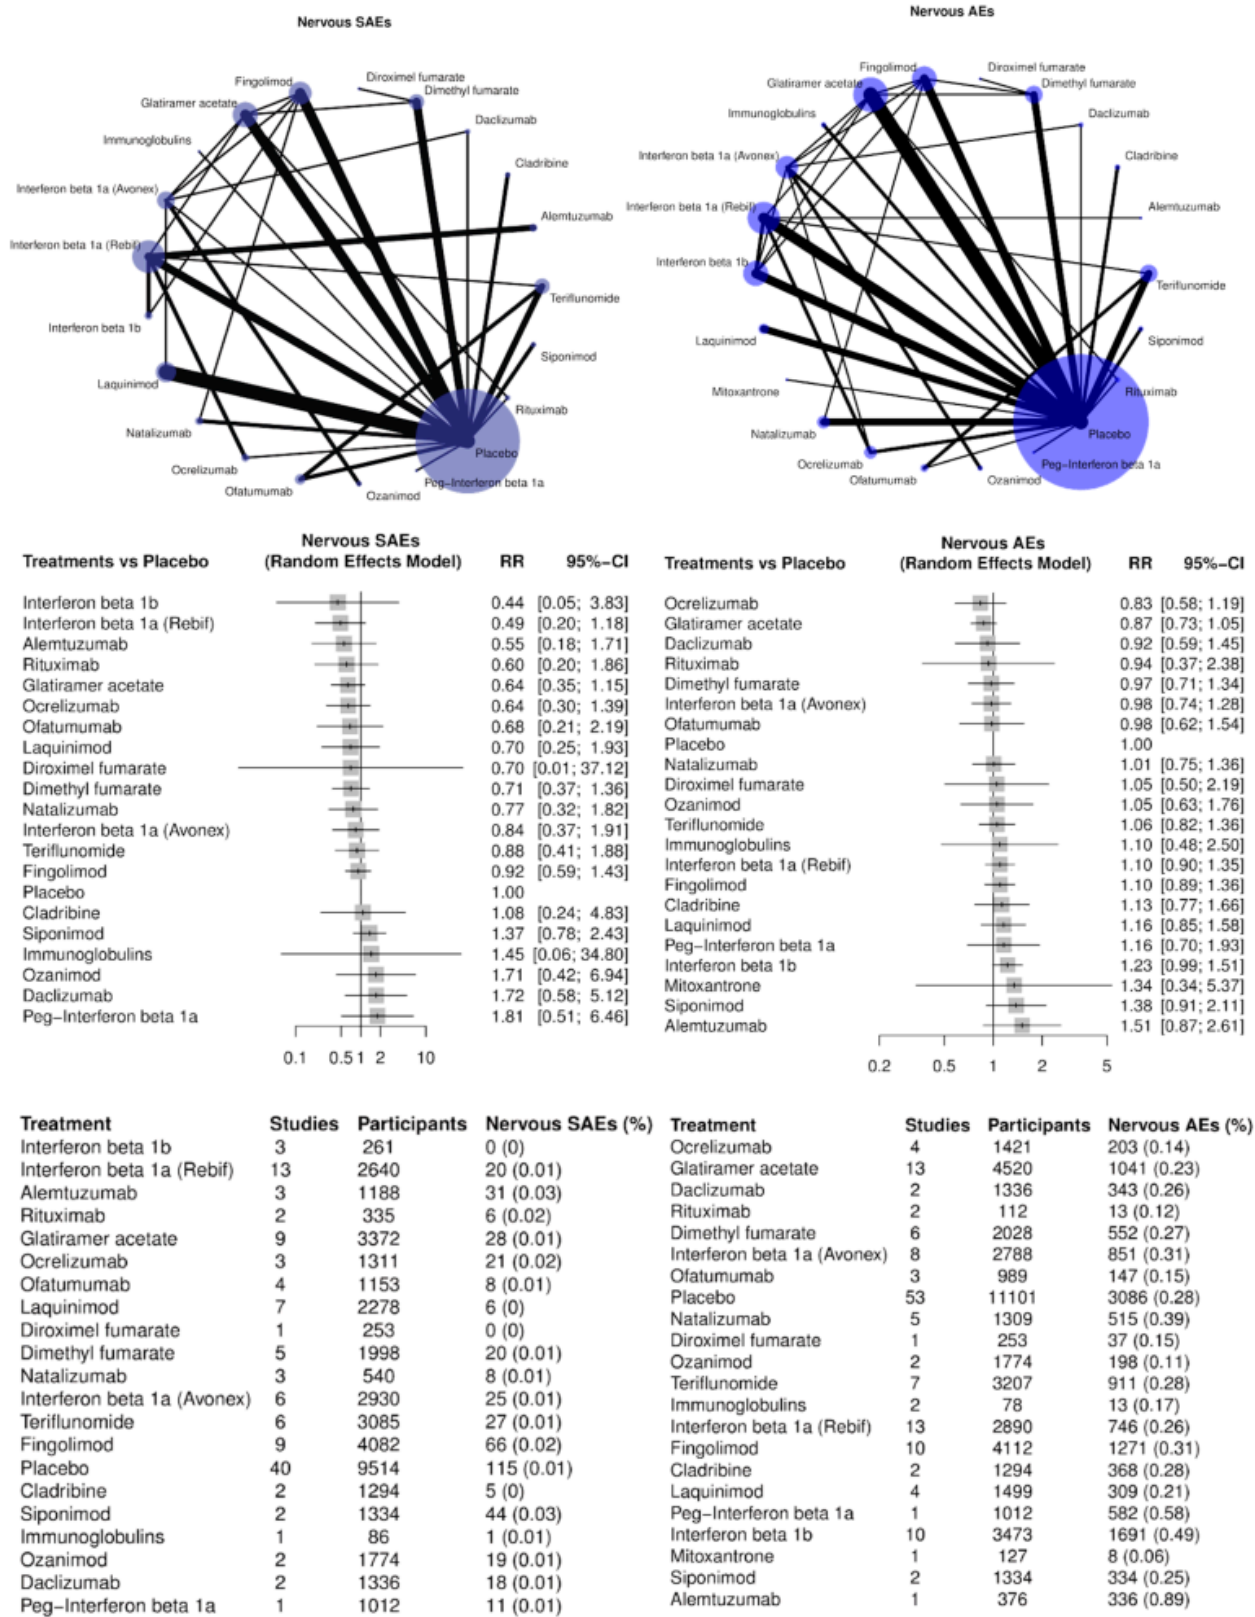 Nervous SAEs
Fingolimod
Diroximel fumarate
Dimethyl fumarate
Glatiramer acetate
Daclizumab
Immunoglobulins
Cladribine
Interferon beta 1a (Avonex)
Alemtuzumab
Interferon beta 1a (Rebif)
Teriflunomide
Interferon beta 1b
Siponimod
Laquinimod
Rituximab
Natalizumab
Placebo
Ocrelizumab
Peg-Interferon beta 1a
Ofatumumab
Ozanimod
Nervous AEs
Fingolimod
Diroximel fumarate
Glatiramer acetate
Dimethyl fumarate
Immunoglobulins
Daclizumab
Interferon beta 1a (Avonex)
Cladribine
Interferon beta 1a (Rebif)
Alemtuzumab
Interferon beta 1b
Teriflunomide
Laquinimod
Siponimod
Mitoxantrone
Rituximab
Natalizumab
Placebo
Ocrelizumab
Peg-Interferon beta 1a
Ofatumumab
Ozanimod
Nervous SAEs
Treatments vs Placebo (Random Effects Model) RR 95%-CI
Interferon beta 1b 0.44 [0.05; 3.83]
Interferon beta 1a (Rebif) 0.49 [0.20; 1.18]
Alemtuzumab 0.55 [0.18; 1.71]
Rituximab 0.60 [0.20; 1.86]
Glatiramer acetate 0.64 [0.35; 1.15]
Ocrelizumab 0.64 [0.30; 1.39]
Ofatumumab 0.68 [0.21; 2.19]
Laquinimod 0.70 [0.25; 1.93]
Diroximel fumarate 0.70 [0.01; 37.12]
Dimethyl fumarate 0.71 [0.37; 1.36]
Natalizumab 0.77 [0.32; 1.82]
Interferon beta 1a (Avonex) 0.84 [0.37; 1.91]
Teriflunomide 0.88 [0.41; 1.88]
Fingolimod 0.92 [0.59; 1.43]
Placebo 1.00
Cladribine 1.08 [0.24; 4.83]
Siponimod 1.37 [0.78; 2.43]
Immunoglobulins 1.45 [0.06; 34.80]
Ozanimod 1.71 [0.42; 6.94]
Daclizumab 1.72 [0.58; 5.12]
Peg-Interferon beta 1a 1.81 [0.51; 6.46]
0.1 0.5 1 2 10
Nervous AEs
Treatments vs Placebo (Random Effects Model) RR 95%-CI
Ocrelizumab 0.83 [0.58; 1.19]
Glatiramer acetate 0.87 [0.73; 1.05]
Daclizumab 0.92 [0.59; 1.45]
Rituximab 0.94 [0.37; 2.38]
Dimethyl fumarate 0.97 [0.71; 1.34]
Interferon beta 1a (Avonex) 0.98 [0.74; 1.28]
Ofatumumab 0.98 [0.62; 1.54]
Placebo 1.00
Natalizumab 1.01 [0.75; 1.36]
Diroximel fumarate 1.05 [0.50; 2.19]
Ozanimod 1.05 [0.63; 1.76]
Teriflunomide 1.06 [0.82; 1.36]
Immunoglobulins 1.10 [0.48; 2.50]
Interferon beta 1a (Rebif) 1.10 [0.90; 1.35]
Fingolimod 1.10 [0.89; 1.36]
Cladribine 1.13 [0.77; 1.66]
Laquinimod 1.16 [0.85; 1.58]
Peg-Interferon beta 1a 1.16 [0.70; 1.93]
Interferon beta 1b 1.23 [0.99; 1.51]
Mitoxantrone 1.34 [0.34; 5.37]
Siponimod 1.38 [0.91; 2.11]
Alemtuzumab 1.51 [0.87; 2.61]
0.2 0.5 1 2 5
Treatment Studies Participants Nervous SAEs (%)
Interferon beta 1b 3 261 0 (0)
Interferon beta 1a (Rebif) 13 2640 20 (0.01)
Alemtuzumab 3 1188 31 (0.03)
Rituximab 2 335 6 (0.02)
Glatiramer acetate 9 3372 28 (0.01)
Ocrelizumab 3 1311 21 (0.02)
Ofatumumab 4 1153 8 (0.01)
Laquinimod 7 2278 6 (0)
Diroximel fumarate 1 253 0 (0)
Dimethyl fumarate 5 1998 20 (0.01)
Natalizumab 3 540 8 (0.01)
Interferon beta 1a (Avonex) 6 2930 25 (0.01)
Teriflunomide 6 3085 27 (0.01)
Fingolimod 9 4082 66 (0.02)
Placebo 40 9514 115 (0.01)
Cladribine 2 1294 5 (0)
Siponimod 2 1334 44 (0.03)
Immunoglobulins 1 86 1 (0.01)
Ozanimod 2 1774 19 (0.01)
Daclizumab 2 1336 18 (0.01)
Peg-Interferon beta 1a 1 1012 11 (0.01)
Treatment Studies Participants Nervous AEs (%)
Ocrelizumab 4 1421 203 (0.14)
Glatiramer acetate 13 4520 1041 (0.23)
Daclizumab 2 1336 343 (0.26)
Rituximab 2 112 13 (0.12)
Dimethyl fumarate 6 2028 552 (0.27)
Interferon beta 1a (Avonex) 8 2788 851 (0.31)
Ofatumumab 3 989 147 (0.15)
Placebo 53 11101 3086 (0.28)
Natalizumab 5 1309 515 (0.39)
Diroximel fumarate 1 253 37 (0.15)
Ozanimod 2 1774 198 (0.11)
Teriflunomide 7 3207 911 (0.28)
Immunoglobulins 2 78 13 (0.17)
Interferon beta 1a (Rebif) 13 2890 746 (0.26)
Fingolimod 10 4112 1271 (0.31)
Cladribine 2 1294 368 (0.28)
Laquinimod 4 1499 309 (0.21)
Peg-Interferon beta 1a 1 1012 582 (0.58)
Interferon beta 1b 10 3473 1691 (0.49)
Mitoxantrone 1 127 8 (0.06)
Siponimod 2 1334 334 (0.25)
Alemtuzumab 1 376 336 (0.89)